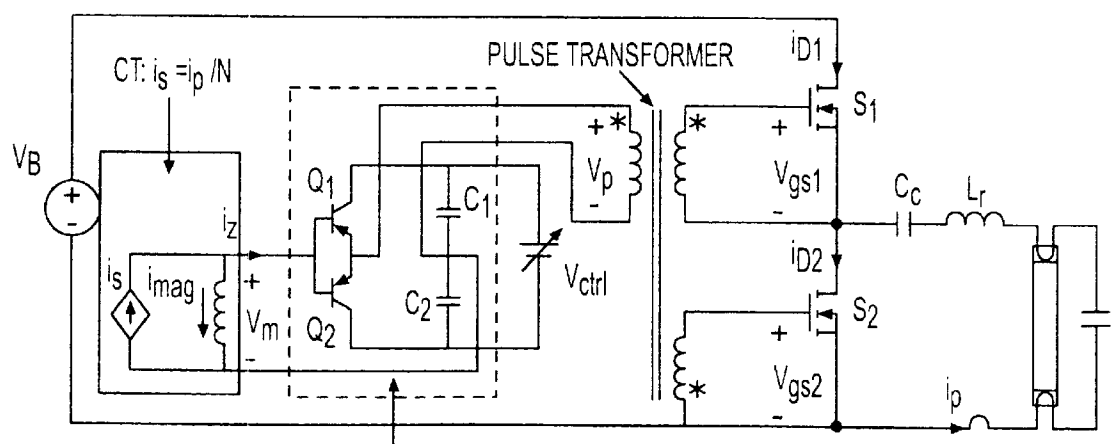 CT: is =ip /N
PULSE TRANSFORMER
iD1
S1
VB
+
-
Q1
C1
+
*
Vp
-
*
+
Vgs1
-
Cc
Lr
iz
is
imag
+
Vm
-
Q2
C2
Vctrl
iD2
S2
+
Vgs2
-
*
ip